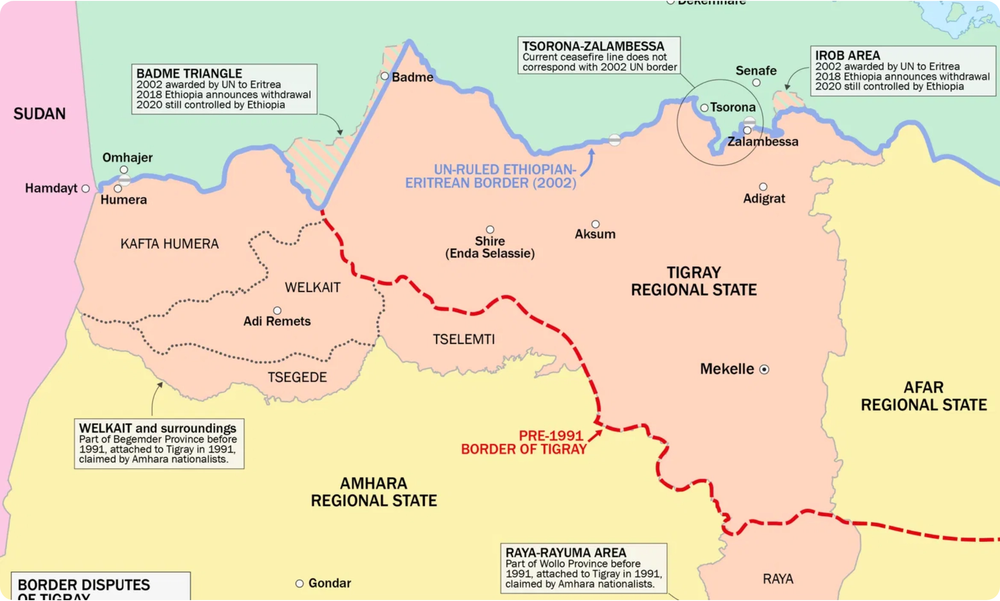 Dekemhare
TSORONA-ZALAMBESSA
Current ceasefire line does not
correspond with 2002 UN border
IROB AREA
2002 awarded by UN to Eritrea
2018 Ethiopia announces withdrawal
2020 still controlled by Ethiopia
BADME TRIANGLE
2002 awarded by UN to Eritrea
2018 Ethiopia announces withdrawal
2020 still controlled by Ethiopia
Badme
Senafe
Tsorona
SUDAN
Zalambessa
Omhajer
UN-RULED ETHIOPIAN-
ERITREAN BORDER (2002)
Hamdayt
Humera
Adigrat
KAFTA HUMERA
Shire
(Enda Selassie)
Aksum
TIGRAY
REGIONAL STATE
WELKAIT
Adi Remets
TSELEMTI
Mekelle
TSEGEDE
AFAR
REGIONAL STATE
WELKAIT and surroundings
Part of Begemder Province before
1991, attached to Tigray in 1991,
claimed by Amhara nationalists.
PRE-1991
BORDER OF TIGRAY
AMHARA
REGIONAL STATE
RAYA-RAYUMA AREA
Part of Wollo Province before
1991, attached to Tigray in 1991,
claimed by Amhara nationalists.
RAYA
Gondar
BORDER DISPUTES
OF TIGRAY